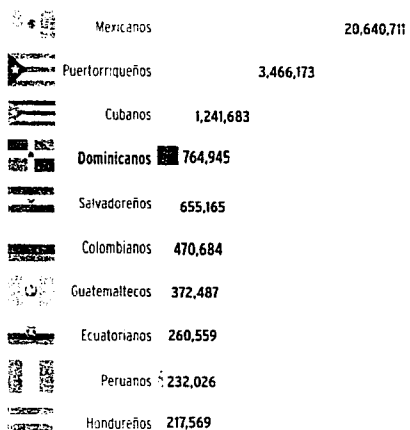 Mexicanos 20,640,711
Puertorriqueños 3,466,173
Cubanos 1,241,683
Dominicanos 764,945
Salvadoreños 655,165
Colombianos 470,684
Guatemaltecos 372,487
Ecuatorianos 260,559
Peruanos 232,026
Hondureños 217,569